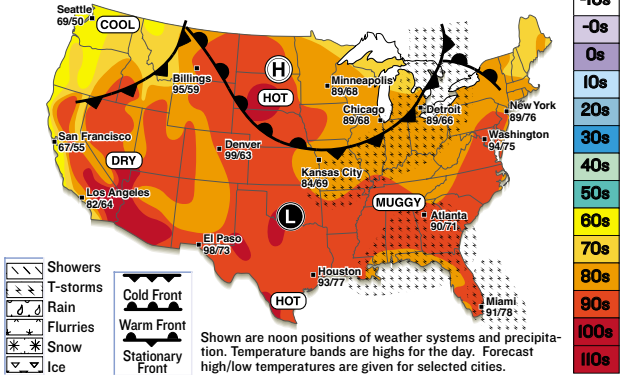 Seattle
69/50
COOL
Billings
95/59
H
HOT
Minneapolis
89/68
Chicago
89/68
Detroit
89/66
New York
89/76
Washington
94/75
San Francisco
67/55
DRY
Denver
99/63
Kansas City
84/69
Los Angeles
82/64
MUGGY
L
Atlanta
90/71
El Paso
98/73
Houston
93/77
HOT
Miami
91/78
Showers
T-storms
Rain
Flurries
Snow
Ice
Cold Front
Warm Front
Stationary
Front
Shown are noon positions of weather systems and precipita-
tion. Temperature bands are highs for the day. Forecast
high/low temperatures are given for selected cities.
-0s
0s
10s
20s
30s
40s
50s
60s
70s
80s
90s
100s
110s